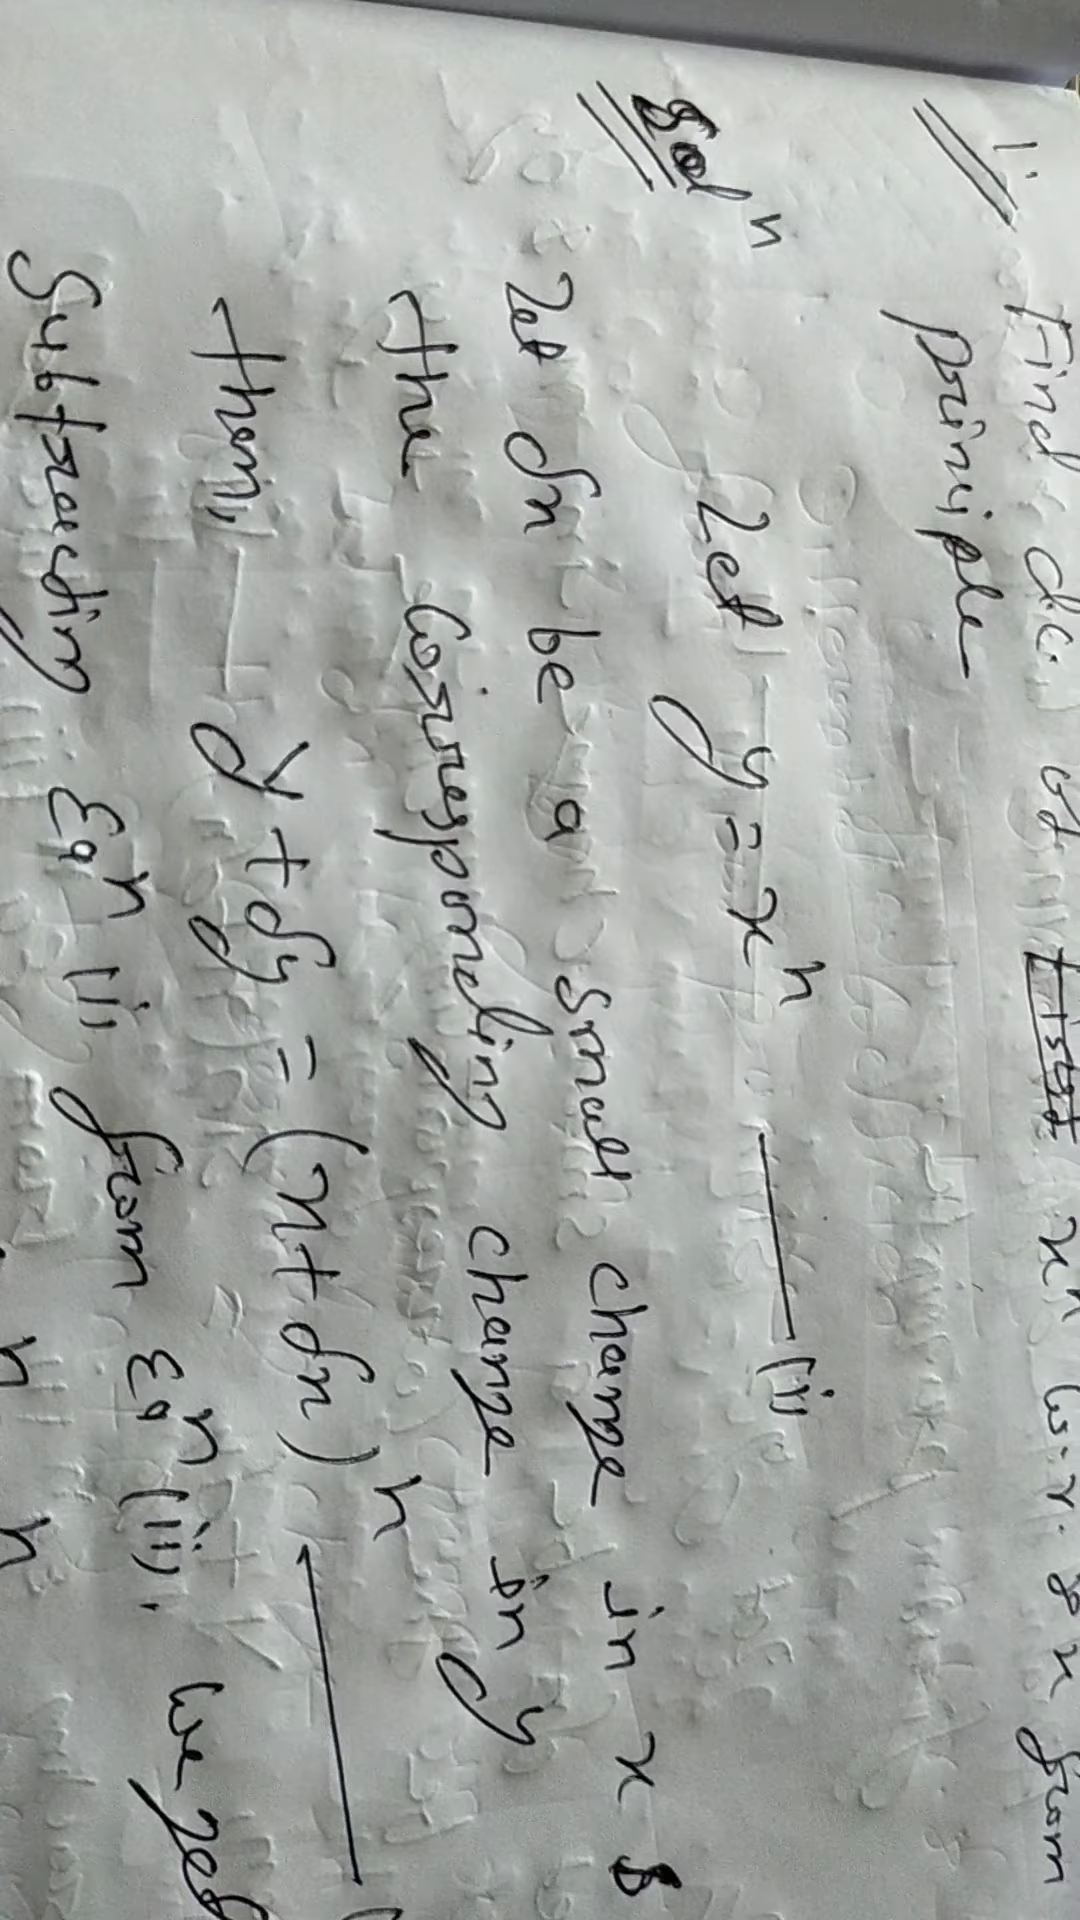 1. Find d.c. of x^n w.r. to x from
principle
Sol^n
Let y = x^n ——— (i)
Let δx be a small change in x &
the corresponding change in y
then, y + δy = (x + δx)^n ———
Subtracting Eq^n (i) from Eq^n (ii), we get
n n